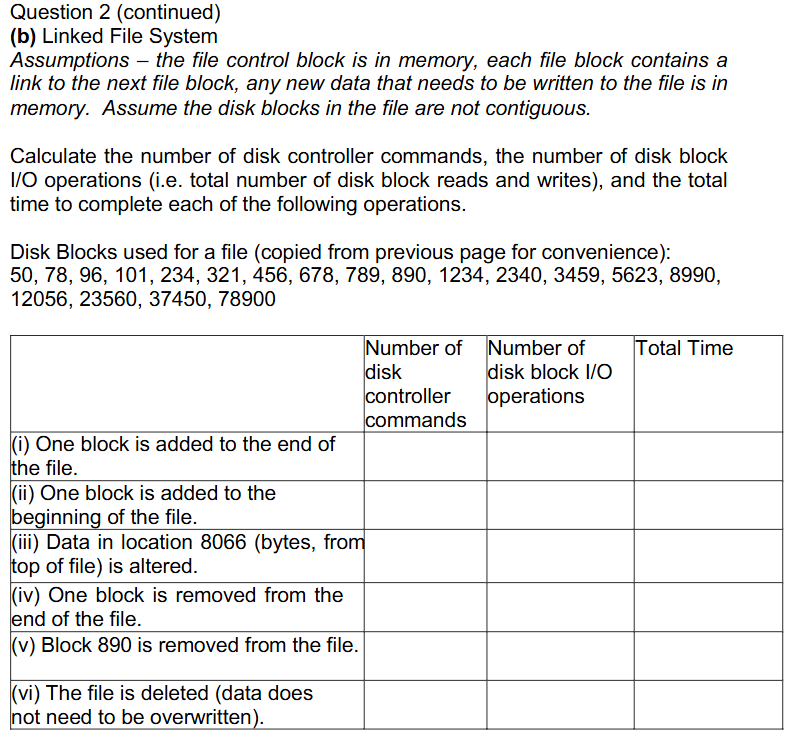 Question 2 (continued)
(b) Linked File System
Assumptions – the file control block is in memory, each file block contains a
link to the next file block, any new data that needs to be written to the file is in
memory.  Assume the disk blocks in the file are not contiguous.
Calculate the number of disk controller commands, the number of disk block
I/O operations (i.e. total number of disk block reads and writes), and the total
time to complete each of the following operations.
Disk Blocks used for a file (copied from previous page for convenience):
50, 78, 96, 101, 234, 321, 456, 678, 789, 890, 1234, 2340, 3459, 5623, 8990,
12056, 23560, 37450, 78900
Number of
disk
controller
commands
Number of
disk block I/O
operations
Total Time
(i) One block is added to the end of
the file.
(ii) One block is added to the
beginning of the file.
(iii) Data in location 8066 (bytes, from
top of file) is altered.
(iv) One block is removed from the
end of the file.
(v) Block 890 is removed from the file.
(vi) The file is deleted (data does
not need to be overwritten).